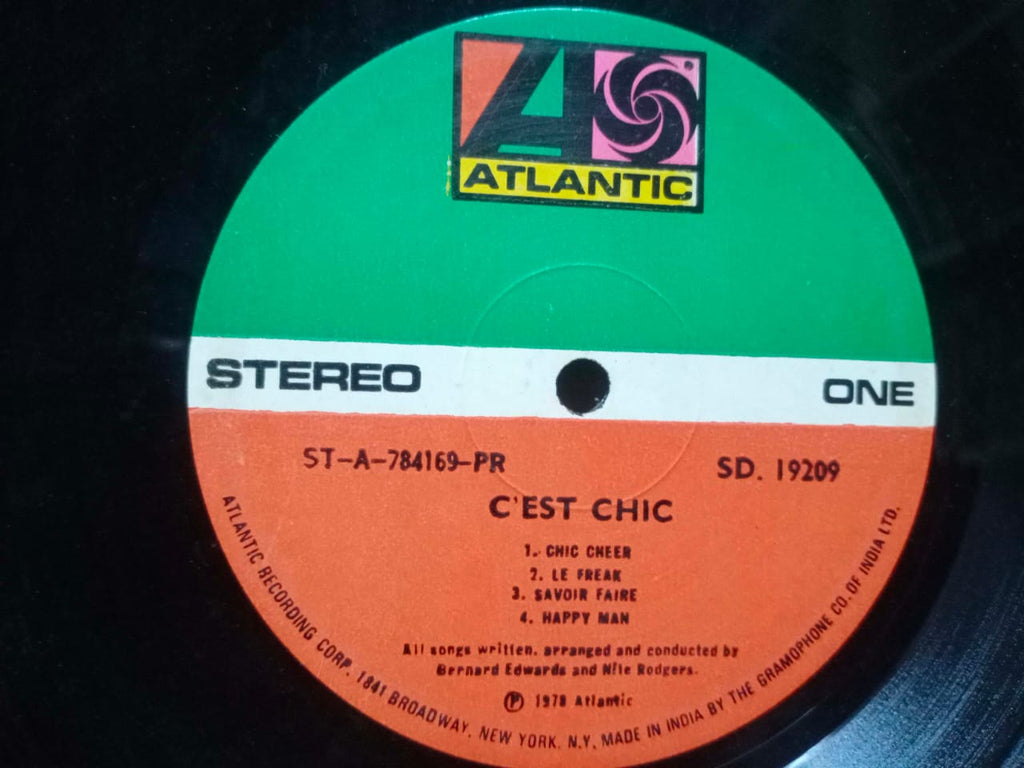 ATLANTIC
STEREO
ONE
ST-A-784169-PR
SD. 19209
C'EST CHIC
1. CHIC CHEER
2. LE FREAK
3. SAVOIR FAIRE
4. HAPPY MAN
All songs written, arranged and conducted by
Bernard Edwards and Nile Rodgers.
Ⓟ 1978 Atlantic
ATLANTIC RECORDING CORP. 1841 BROADWAY, NEW YORK. N.Y. MADE IN INDIA BY THE GRAMOPHONE CO. OF INDIA LTD.